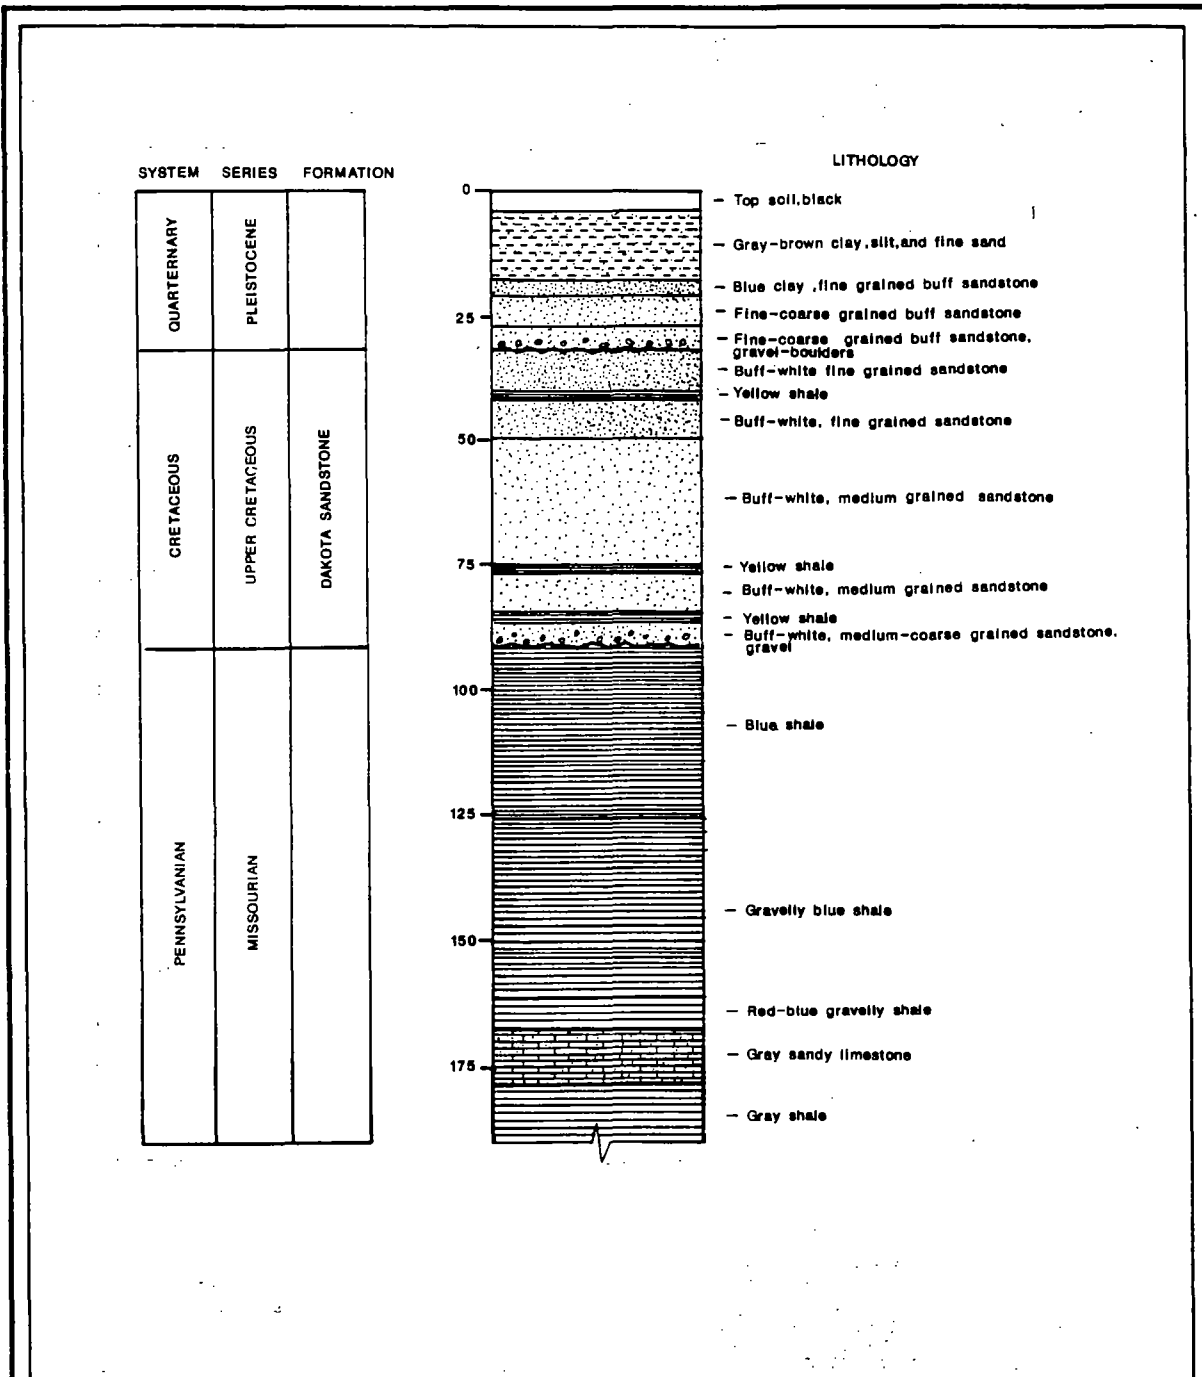 LITHOLOGY
SYSTEM SERIES FORMATION
QUARTERNARY
PLEISTOCENE
CRETACEOUS
UPPER CRETACEOUS
DAKOTA SANDSTONE
PENNSYLVANIAN
MISSOURIAN
0
25
50
75
100
125
150
175
Top soil,black
Gray-brown clay,silt,and fine sand
Blue clay ,fine grained buff sandstone
Fine-coarse grained buff sandstone
Fine-coarse grained buff sandstone,
gravel-boulders
Buff-white fine grained sandstone
Yellow shale
Buff-white, fine grained sandstone
Buff-white, medium grained sandstone
Yellow shale
Buff-white, medium grained sandstone
Yellow shale
Buff-white, medium-coarse grained sandstone,
gravel
Blue shale
Gravelly blue shale
Red-blue gravelly shale
Gray sandy limestone
Gray shale